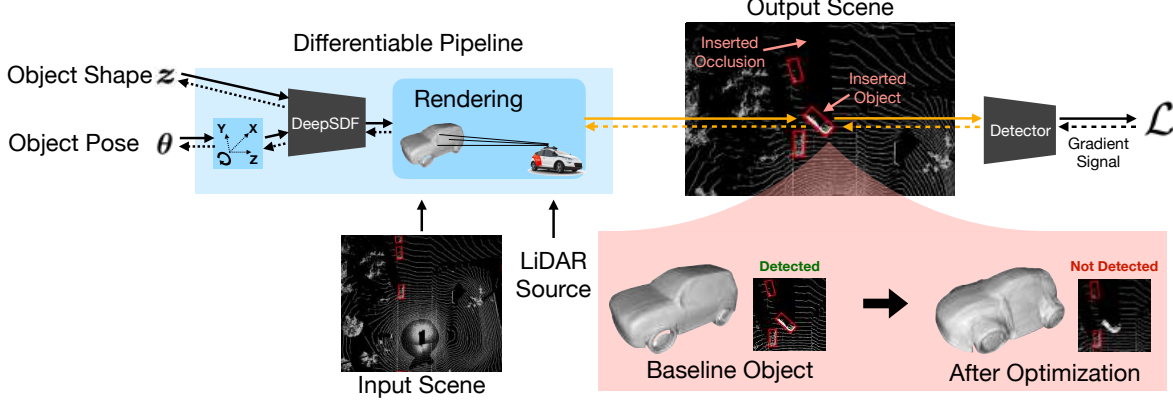 Output Scene
Differentiable Pipeline
Object Shape z
Object Pose θ
Y
X
Z
DeepSDF
Rendering
Inserted
Occlusion
Inserted
Object
Detector
ℒ
Gradient
Signal
Input Scene
LiDAR
Source
Detected
Not Detected
Baseline Object
After Optimization